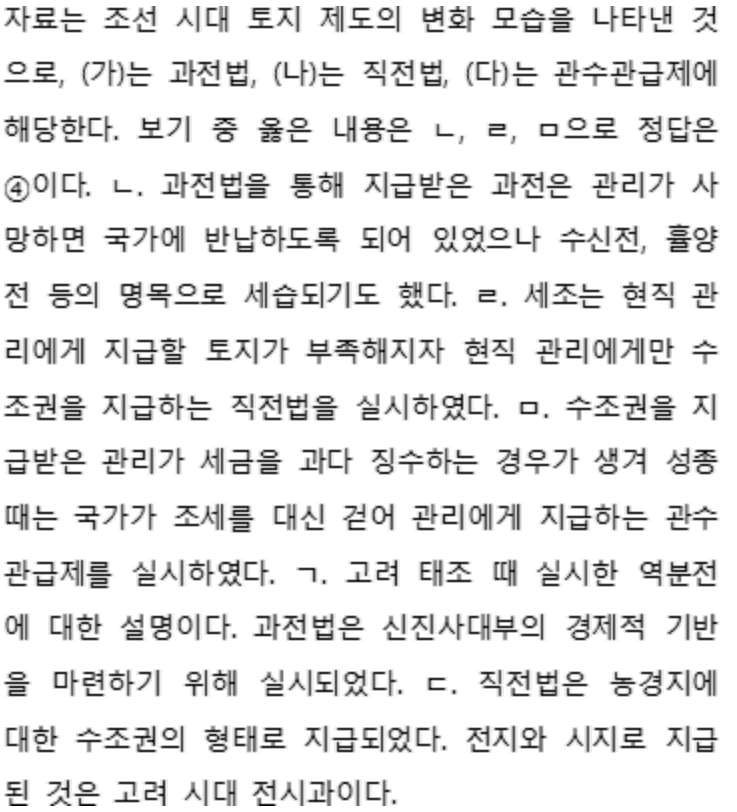 자료는 조선 시대 토지 제도의 변화 모습을 나타낸 것
으로, (가)는 과전법, (나)는 직전법, (다)는 관수관급제에
해당한다. 보기 중 옳은 내용은 ㄴ, ㄹ, ㅁ으로 정답은
④이다. ㄴ. 과전법을 통해 지급받은 과전은 관리가 사
망하면 국가에 반납하도록 되어 있었으나 수신전, 휼양
전 등의 명목으로 세습되기도 했다. ㄹ. 세조는 현직 관
리에게 지급할 토지가 부족해지자 현직 관리에게만 수
조권을 지급하는 직전법을 실시하였다. ㅁ. 수조권을 지
급받은 관리가 세금을 과다 징수하는 경우가 생겨 성종
때는 국가가 조세를 대신 걷어 관리에게 지급하는 관수
관급제를 실시하였다. ㄱ. 고려 태조 때 실시한 역분전
에 대한 설명이다. 과전법은 신진사대부의 경제적 기반
을 마련하기 위해 실시되었다. ㄷ. 직전법은 농경지에
대한 수조권의 형태로 지급되었다. 전지와 시지로 지급
된 것은 고려 시대 전시과이다.